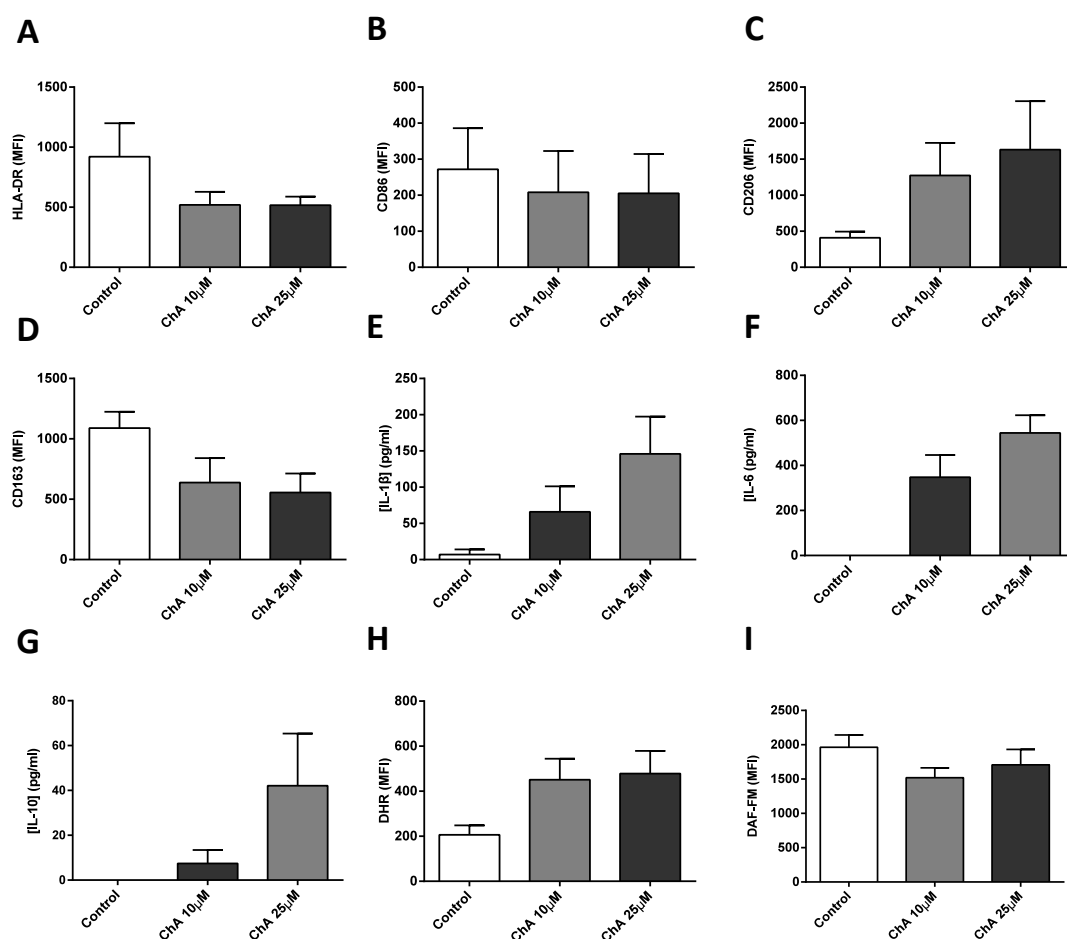 A
HLA-DR (MFI)
1500
1000
500
0
Control
ChA 10µM
ChA 25µM
B
CD86 (MFI)
500
400
300
200
100
0
Control
ChA 10µM
ChA 25µM
C
CD206 (MFI)
2500
2000
1500
1000
500
0
Control
ChA 10µM
ChA 25µM
D
CD163 (MFI)
1500
1000
500
0
Control
ChA 10µM
ChA 25µM
E
[IL-1β] (pg/ml)
250
200
150
100
50
0
Control
ChA 10µM
ChA 25µM
F
[IL-6 (pg/ml)
800
600
400
200
0
Control
ChA 10µM
ChA 25µM
G
[IL-10] (pg/ml)
80
60
40
20
0
Control
ChA 10µM
ChA 25µM
H
DHR (MFI)
800
600
400
200
0
Control
ChA 10µM
ChA 25µM
I
DAF-FM (MFI)
2500
2000
1500
1000
500
0
Control
ChA 10µM
ChA 25µM